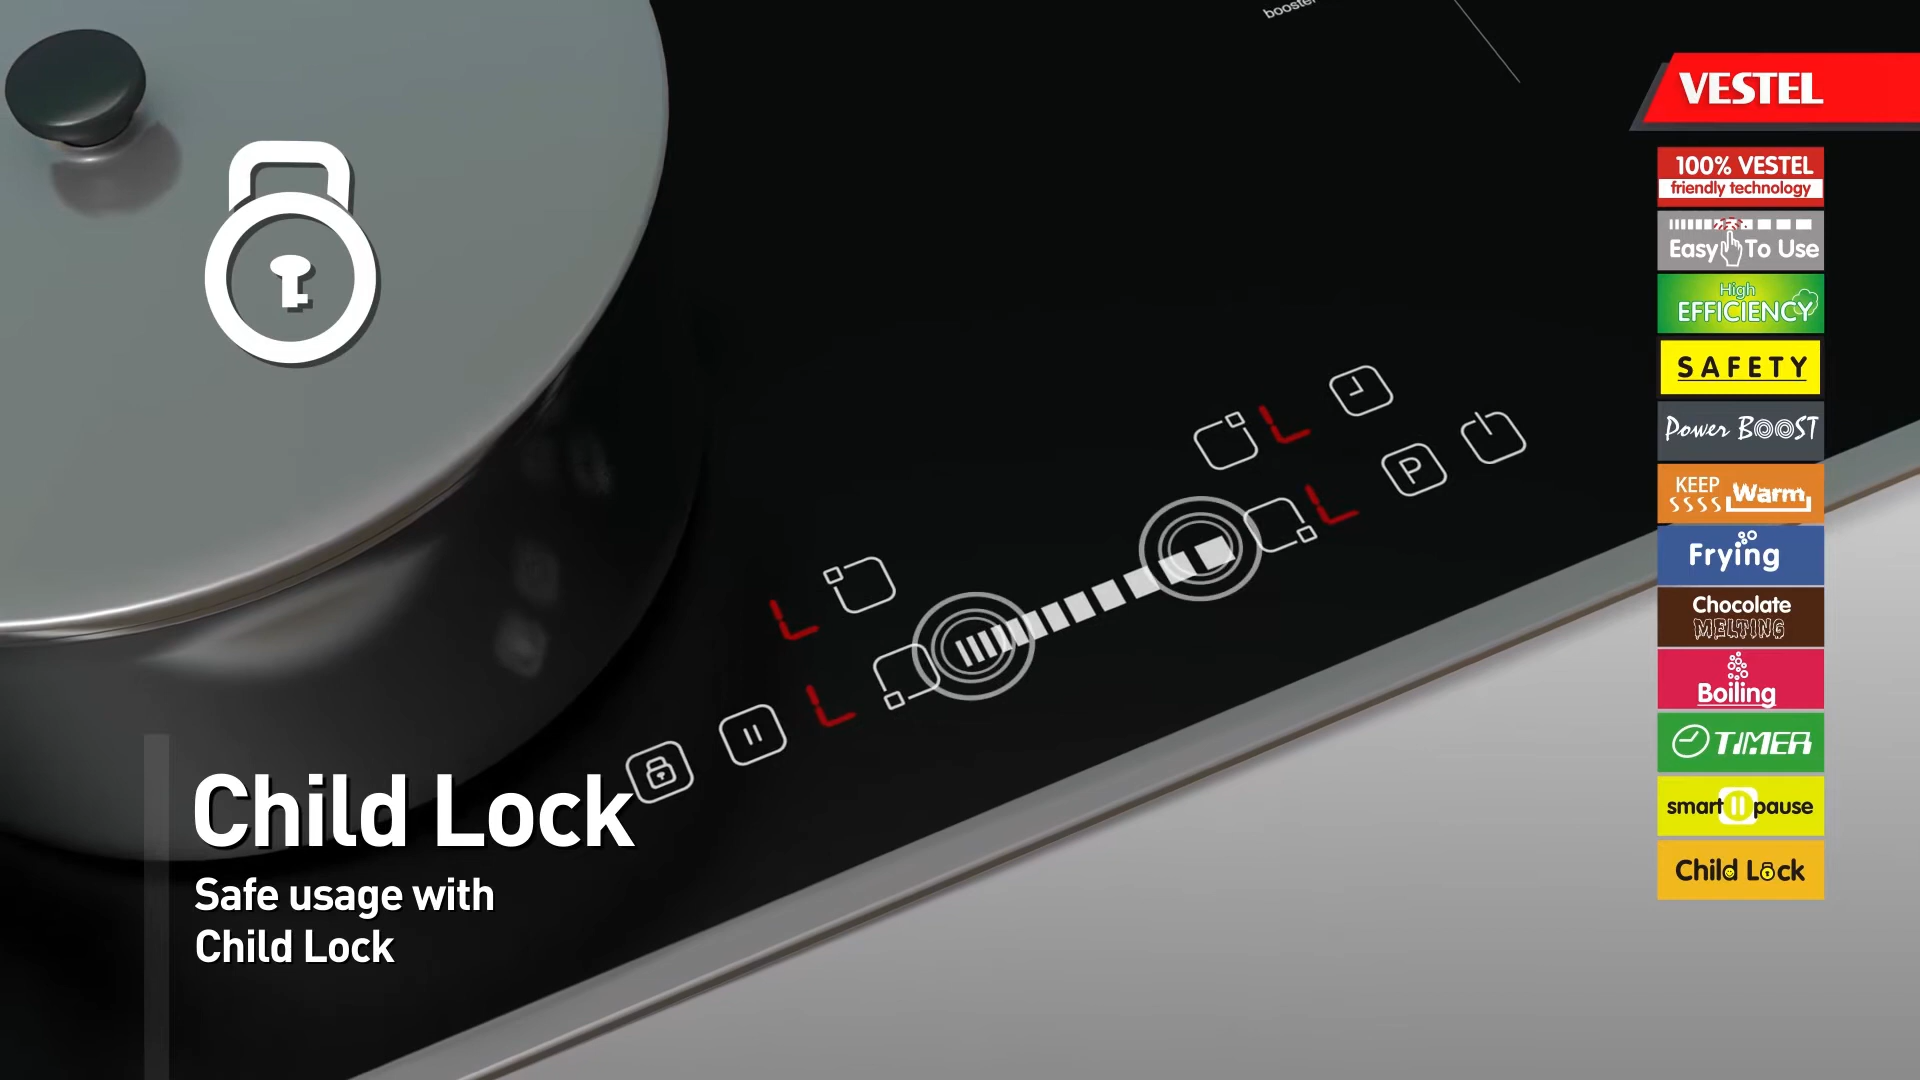 booster
VESTEL
100% VESTEL
friendly technology
Easy To Use
High
EFFICIENCY
SAFETY
Power BOOST
KEEP
Warm
Frying
Chocolate
MELTING
Boiling
TIMER
smart pause
Child Lock
L
L
P
L
L
Child Lock
Safe usage with
Child Lock